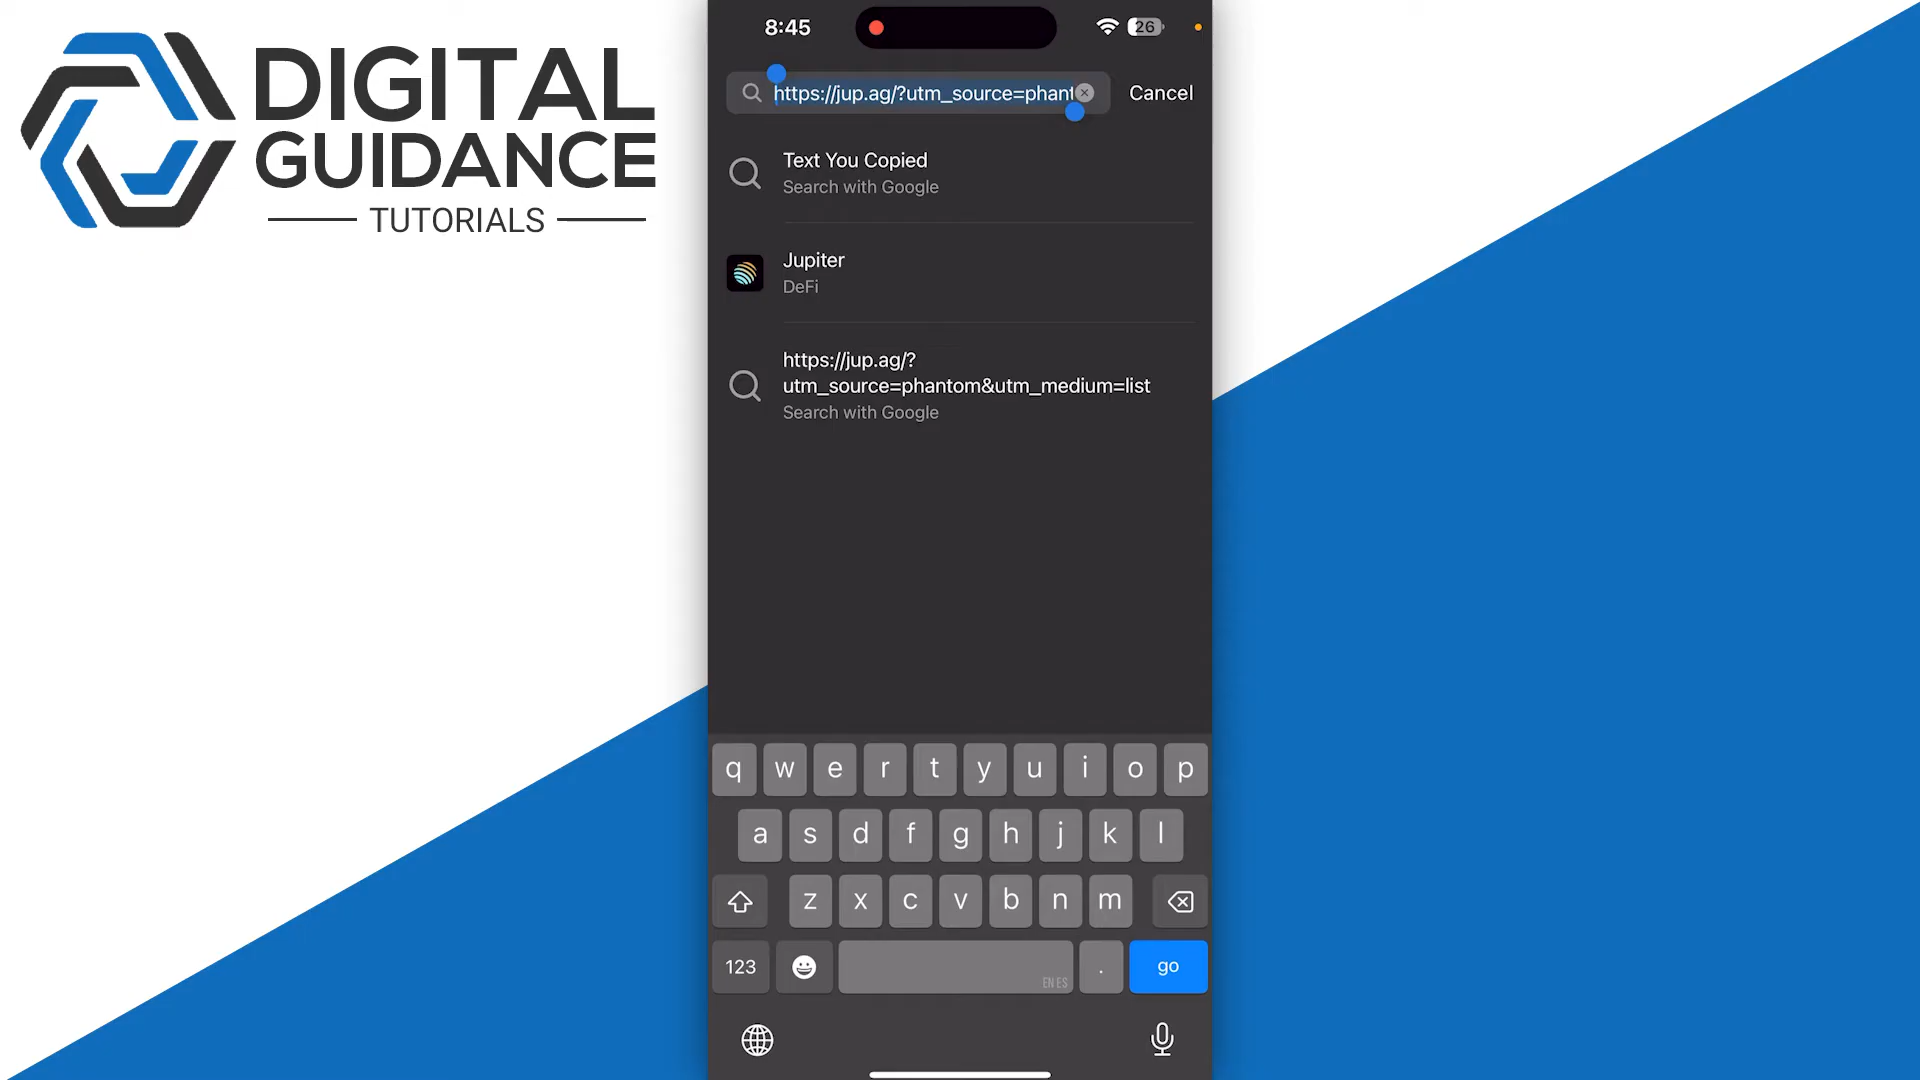 DIGITAL
GUIDANCE
TUTORIALS
8:45
26
https://jup.ag/?utm_source=phant
Cancel
Text You Copied
Search with Google
Jupiter
DeFi
https://jup.ag/?
utm_source=phantom&utm_medium=list
Search with Google
q w e r t y u i o p
a s d f g h j k l
z x c v b n m
123
EN ES
.
go